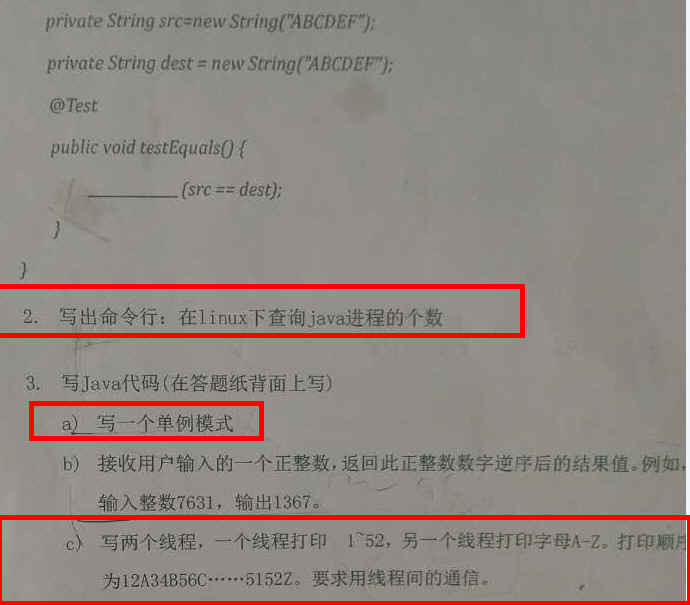 private String src=new String("ABCDEF");
private String dest = new String("ABCDEF");
@Test
public void testEquals() {
__________ (src == dest);
}
}
2. 写出命令行：在linux下查询java进程的个数
3. 写Java代码(在答题纸背面上写)
a) 写一个单例模式
b) 接收用户输入的一个正整数，返回此正整数数字逆序后的结果值。例如，
输入整数7631，输出1367。
c) 写两个线程，一个线程打印 1~52，另一个线程打印字母A-Z。打印顺序
为12A34B56C……5152Z。要求用线程间的通信。